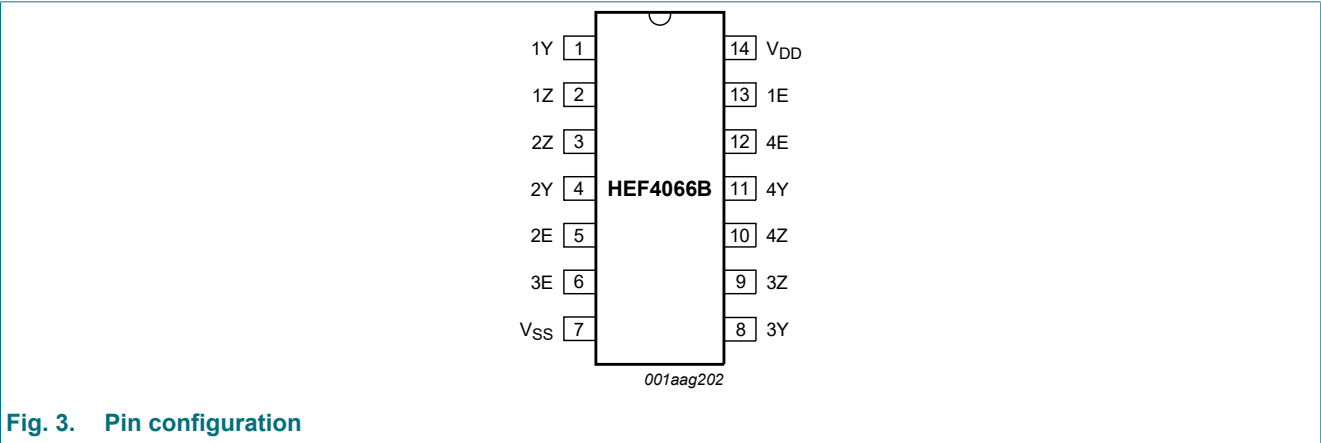 1Y 1 14 VDD
1Z 2 13 1E
2Z 3 12 4E
2Y 4 HEF4066B 11 4Y
2E 5 10 4Z
3E 6 9 3Z
VSS 7 8 3Y
001aag202
Fig. 3. Pin configuration